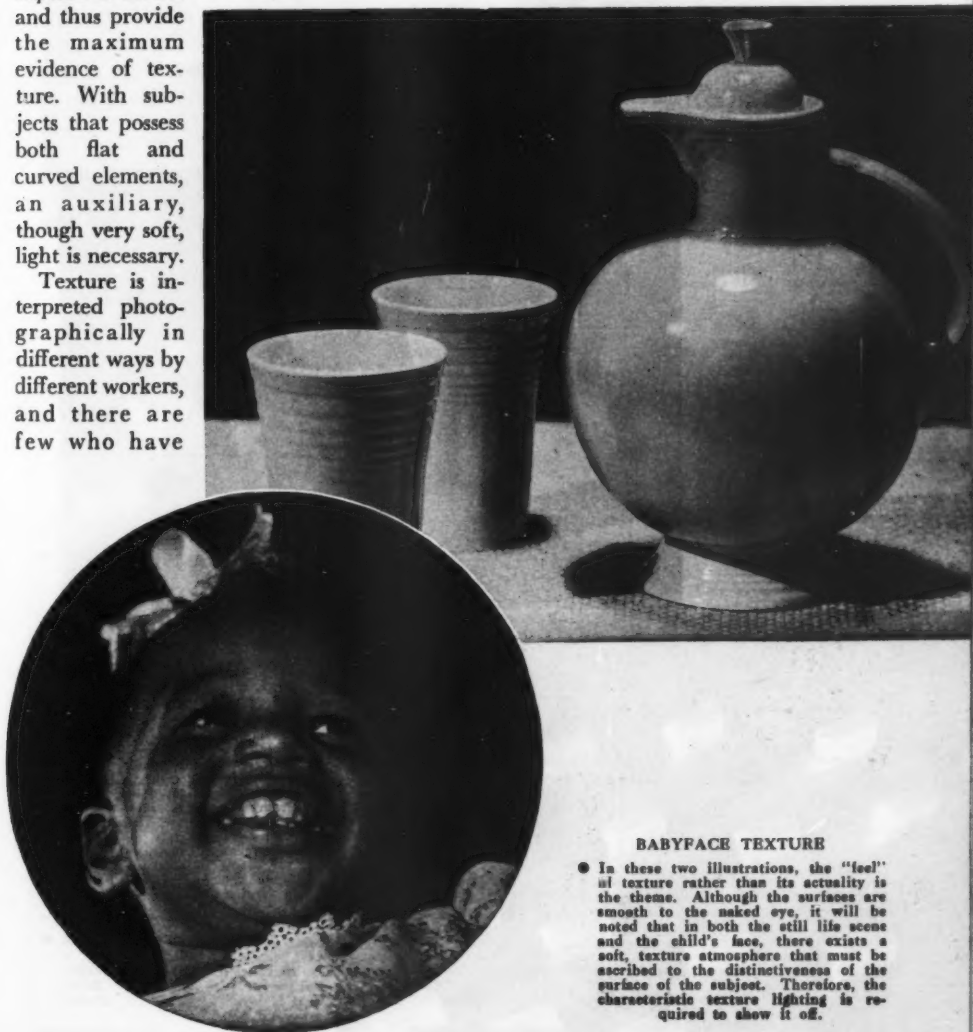 and thus provide
the maximum
evidence of tex-
ture. With sub-
jects that possess
both flat and
curved elements,
an auxiliary,
though very soft,
light is necessary.
Texture is in-
terpreted photo-
graphically in
different ways by
different workers,
and there are
few who have
BABYFACE TEXTURE
● In these two illustrations, the "feel"
of texture rather than its actuality is
the theme. Although the surfaces are
smooth to the naked eye, it will be
noted that in both the still life scene
and the child's face, there exists a
soft, texture atmosphere that must be
ascribed to the distinctiveness of the
surface of the subject. Therefore, the
characteristic texture lighting is re-
quired to show it off.